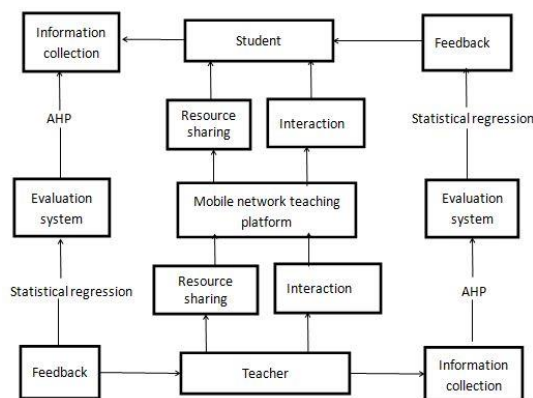 Information
collection
Student
Feedback
AHP
Resource
sharing
Interaction
Statistical regression
Evaluation
system
Mobile network teaching
platform
Evaluation
system
Statistical regression
Resource
sharing
Interaction
AHP
Feedback
Teacher
Information
collection